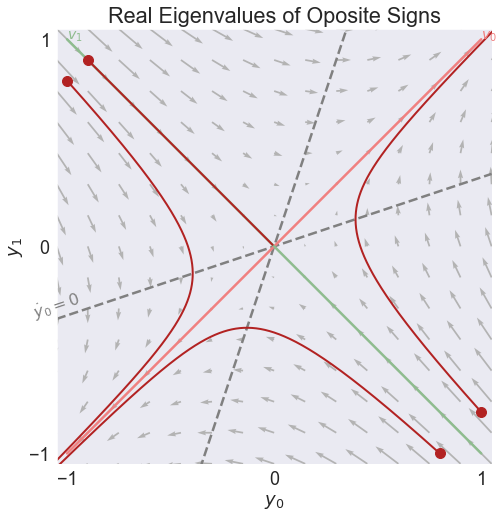 Real Eigenvalues of Oposite Signs
1
v₁
v₀
y₁
0
ẏ₀ = 0
−1
−1
0
1
y₀